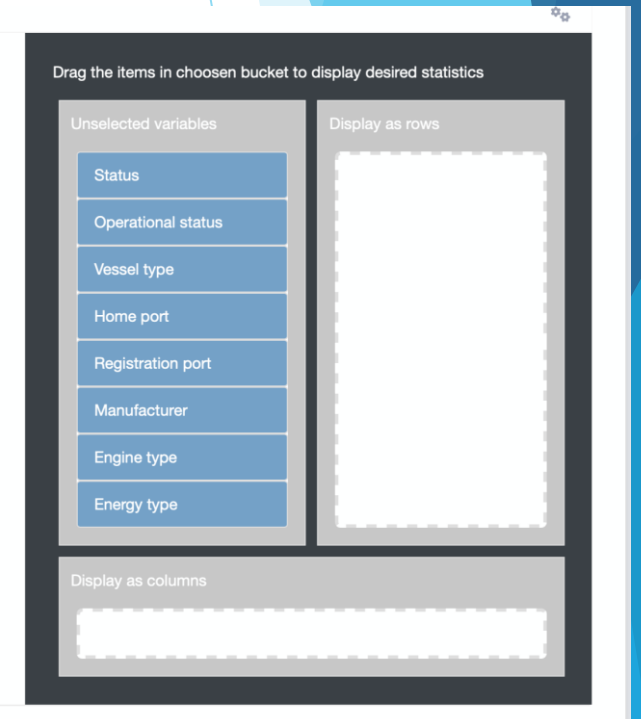 Drag the items in choosen bucket to display desired statistics
Unselected variables
Status
Operational status
Vessel type
Home port
Registration port
Manufacturer
Engine type
Energy type
Display as rows
Display as columns